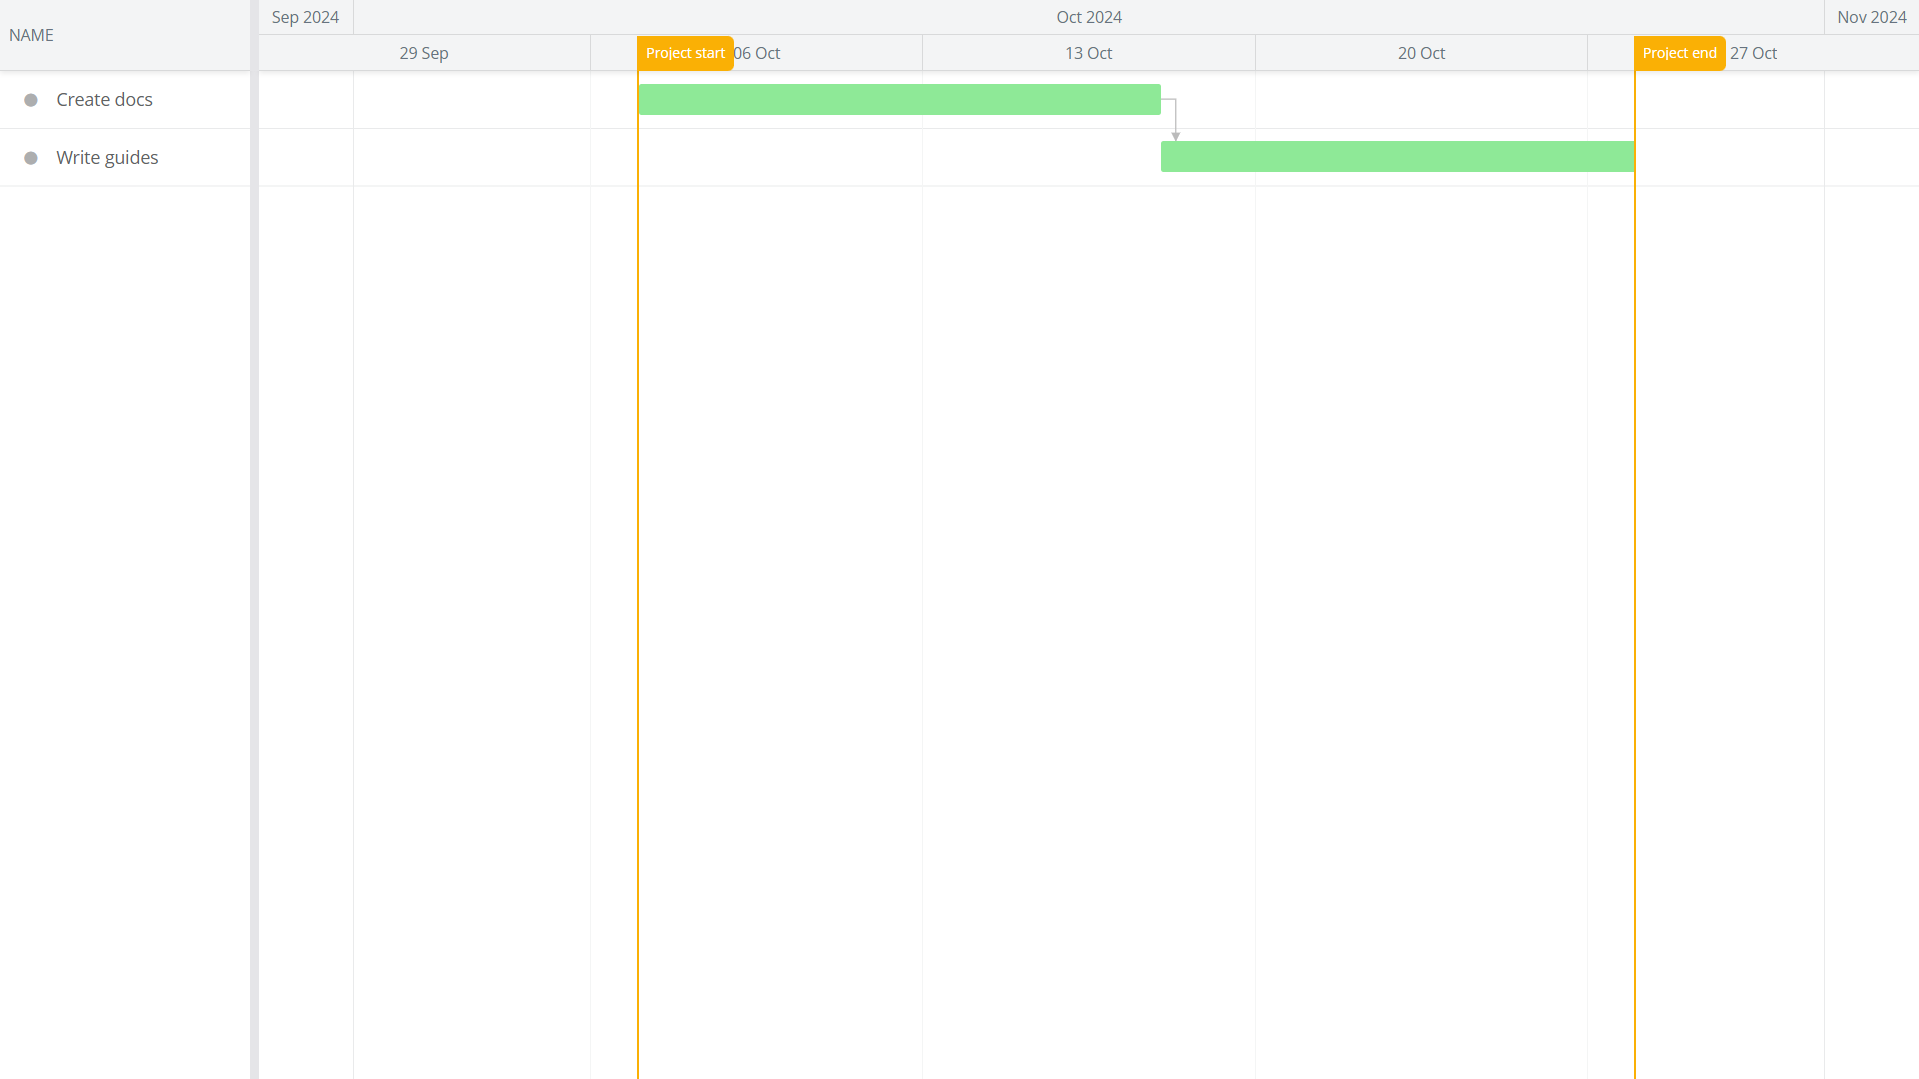 NAME
Sep 2024
Oct 2024
Nov 2024
29 Sep
Project start
06 Oct
13 Oct
20 Oct
Project end
27 Oct
Create docs
Write guides